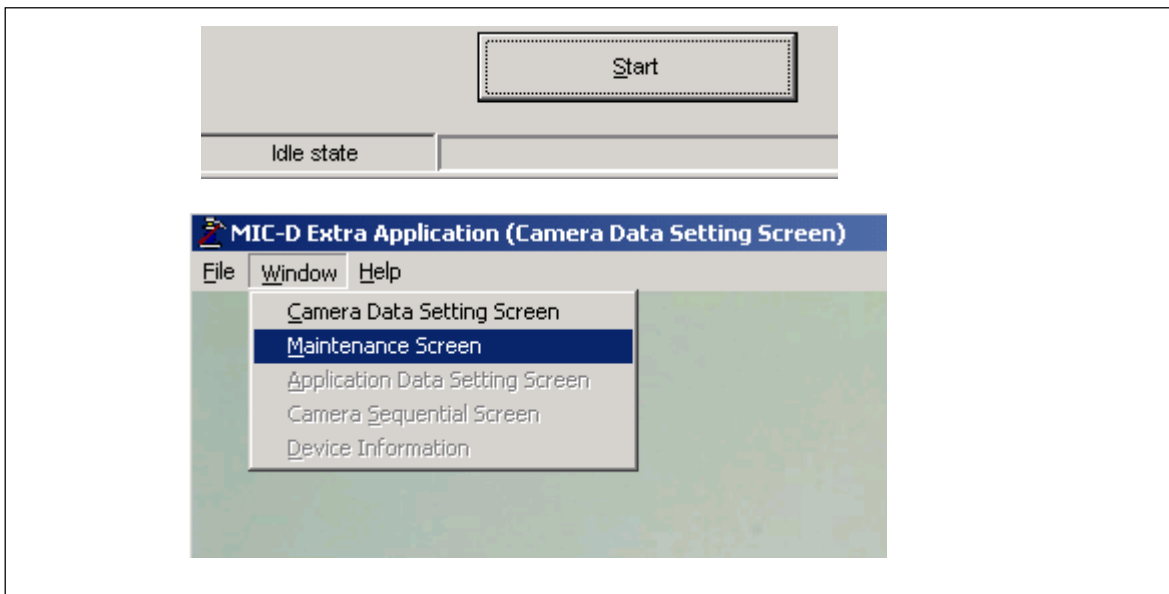 Start
Idle state
MIC-D Extra Application (Camera Data Setting Screen)
File Window Help
Camera Data Setting Screen
Maintenance Screen
Application Data Setting Screen
Camera Sequential Screen
Device Information